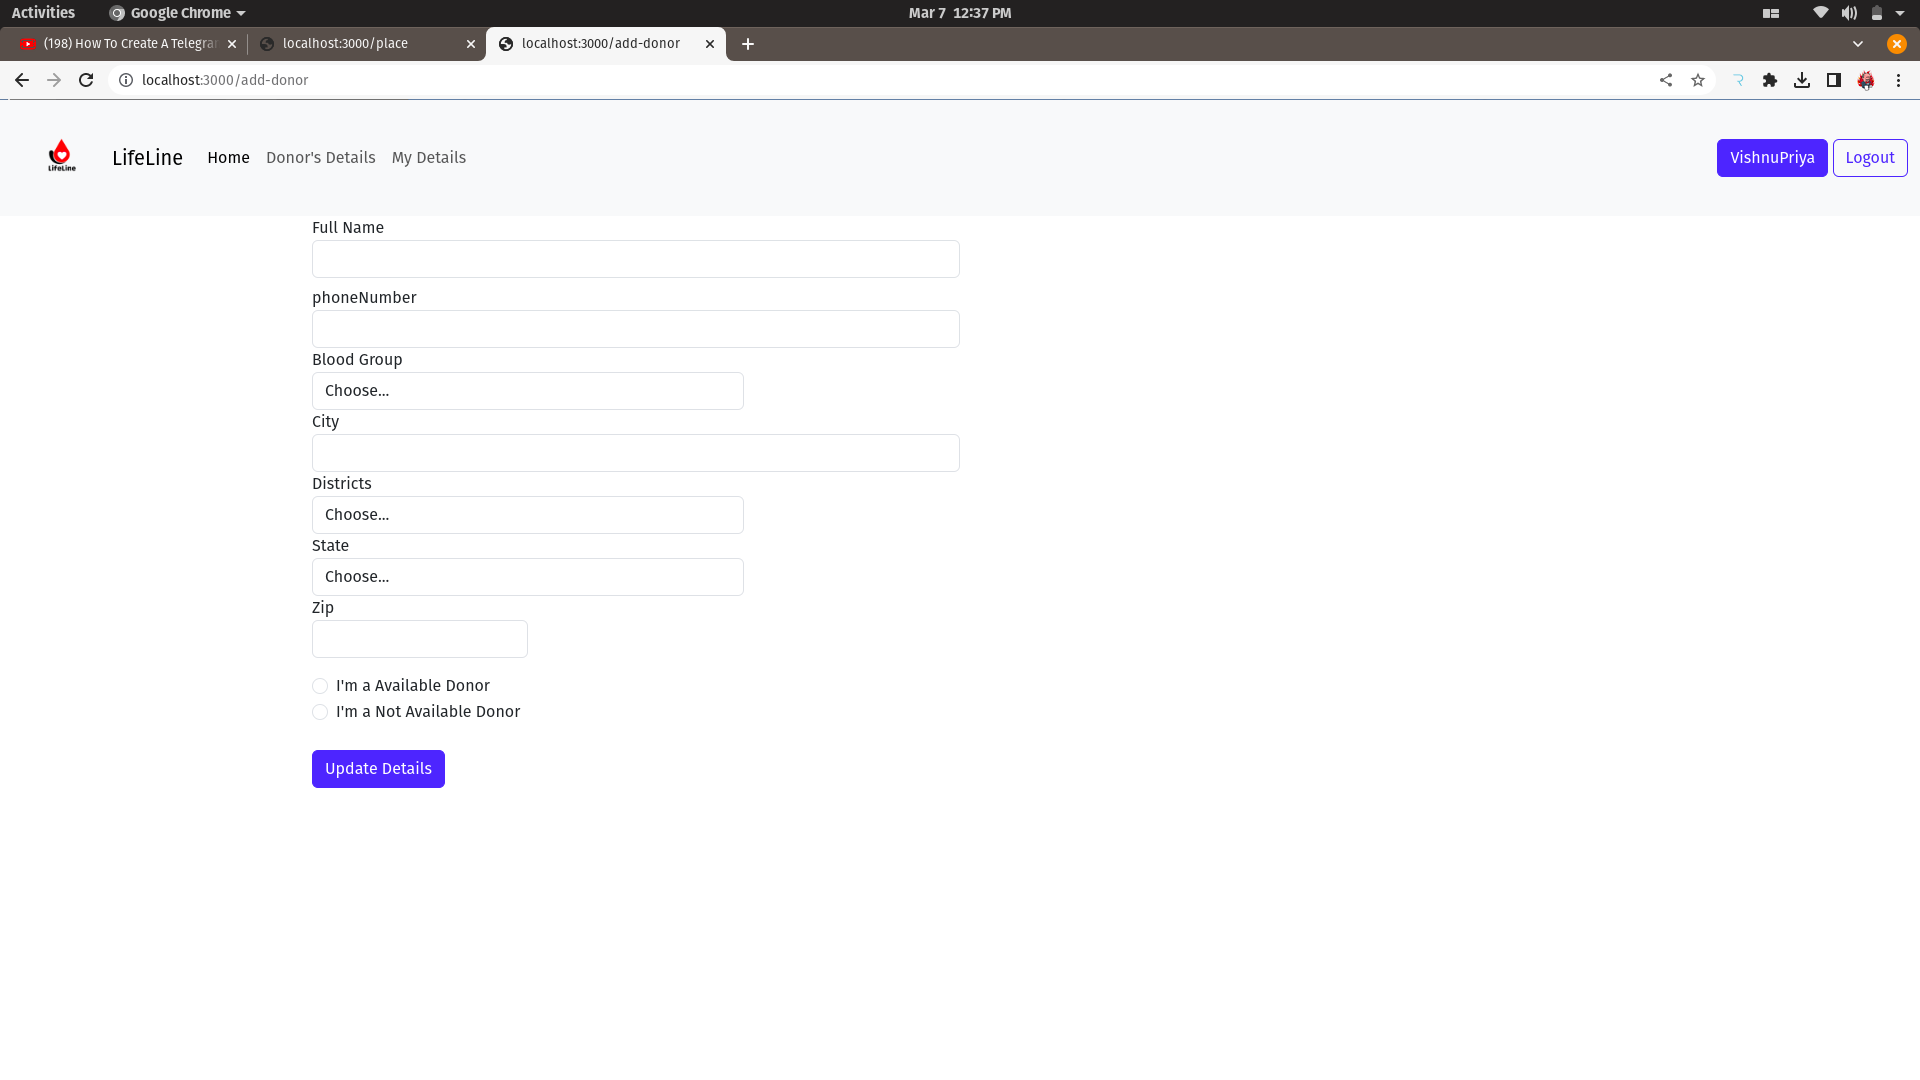 Activities Google Chrome Mar 7 12:37 PM
(198) How To Create A Telegram localhost:3000/place localhost:3000/add-donor
localhost:3000/add-donor
LifeLine LifeLine Home Donor's Details My Details VishnuPriya Logout
Full Name
phoneNumber
Blood Group
Choose...
City
Districts
Choose...
State
Choose...
Zip
I'm a Available Donor
I'm a Not Available Donor
Update Details